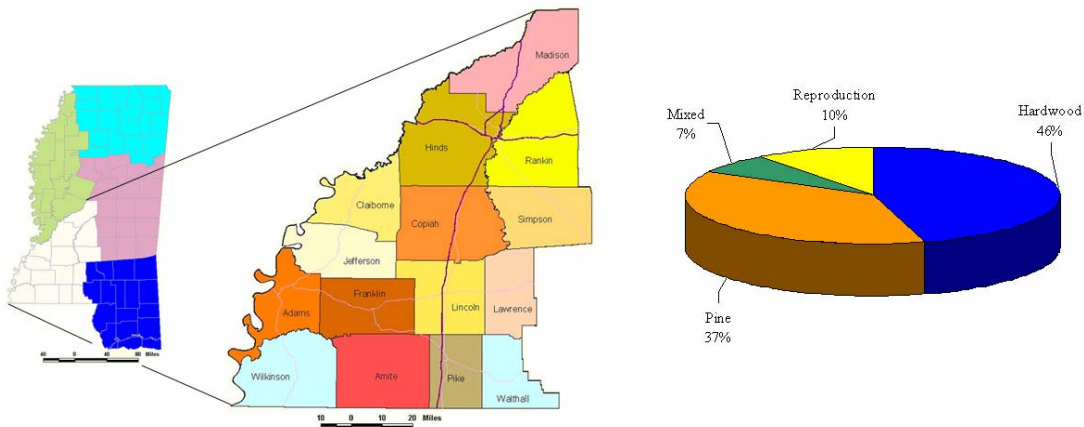 Madison
Hinds
Rankin
Claiborne
Copiah
Simpson
Jefferson
Franklin
Adams
Lincoln
Lawrence
Wilkinson
Amite
Pike
Walthall
40 0 40 80 Miles
10 0 10 20 Miles
Reproduction
10%
Mixed
7%
Hardwood
46%
Pine
37%